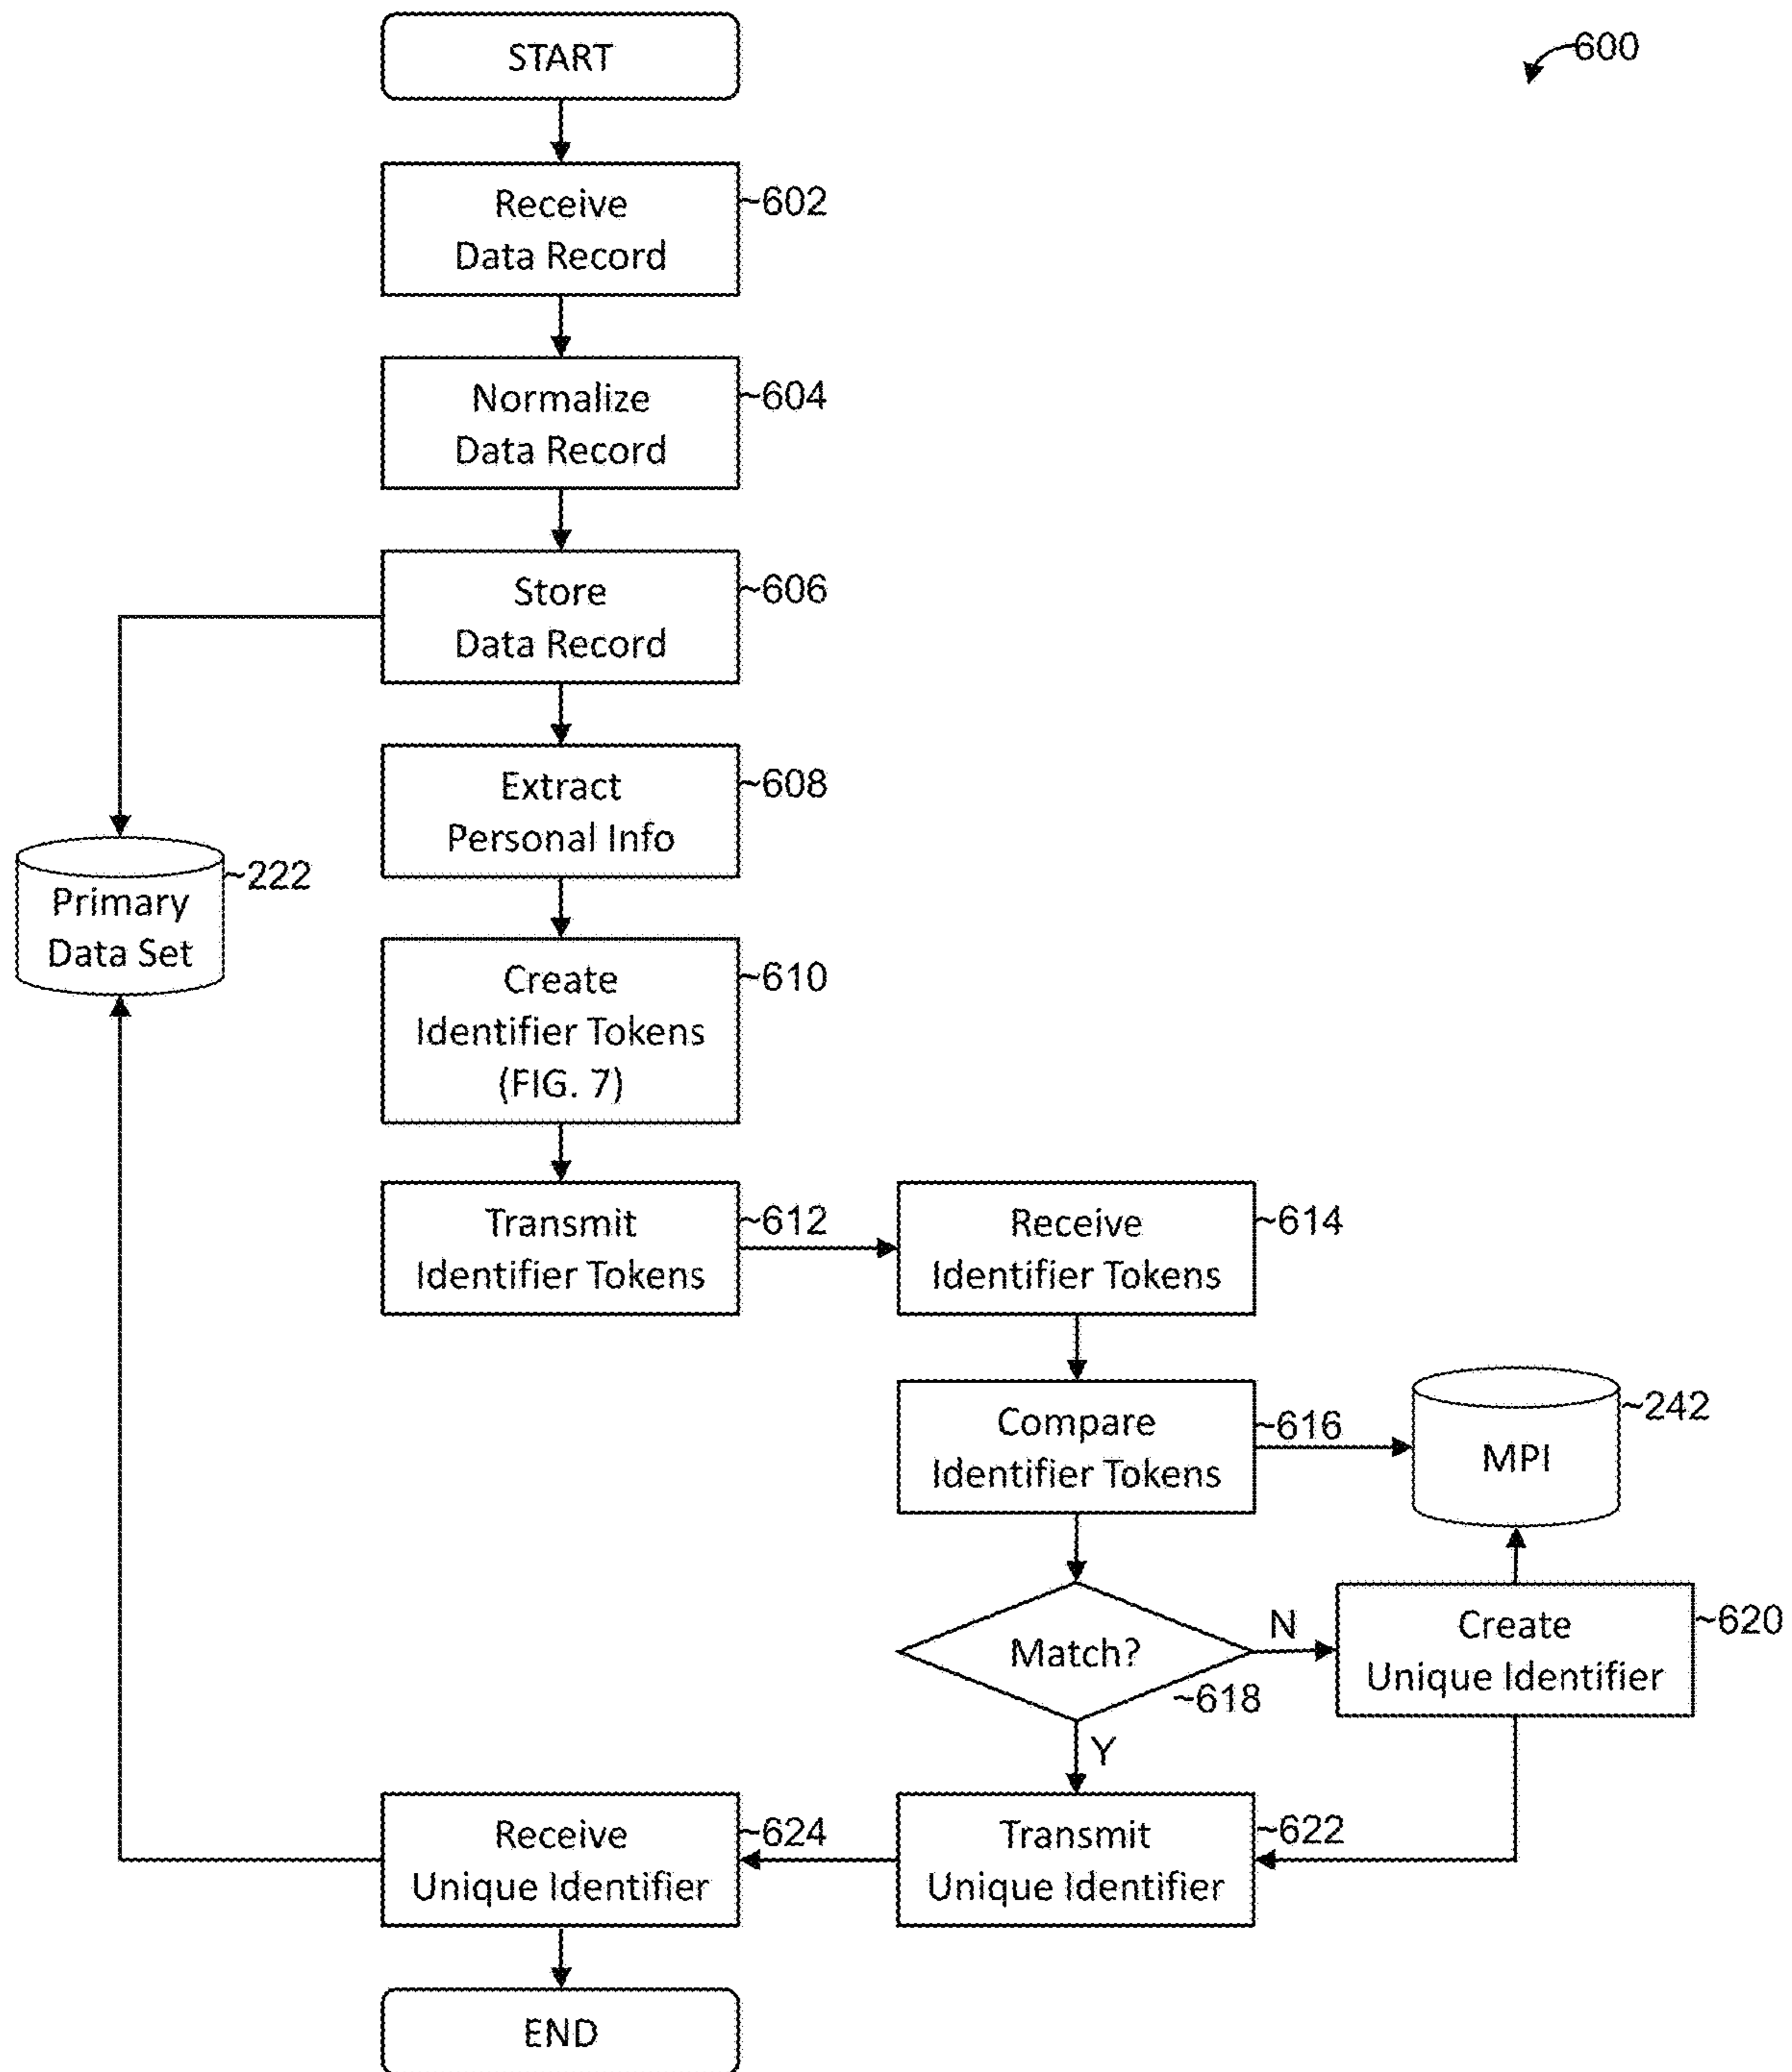 START
600
Receive
Data Record
~602
Normalize
Data Record
~604
Store
Data Record
~606
Extract
Personal Info
~608
Primary
Data Set
~222
Create
Identifier Tokens
(FIG. 7)
~610
Transmit
Identifier Tokens
~612
Receive
Identifier Tokens
~614
Compare
Identifier Tokens
~616
MPI
~242
Match?
~618
N
Y
Create
Unique Identifier
~620
Receive
Unique Identifier
~624
Transmit
Unique Identifier
~622
END